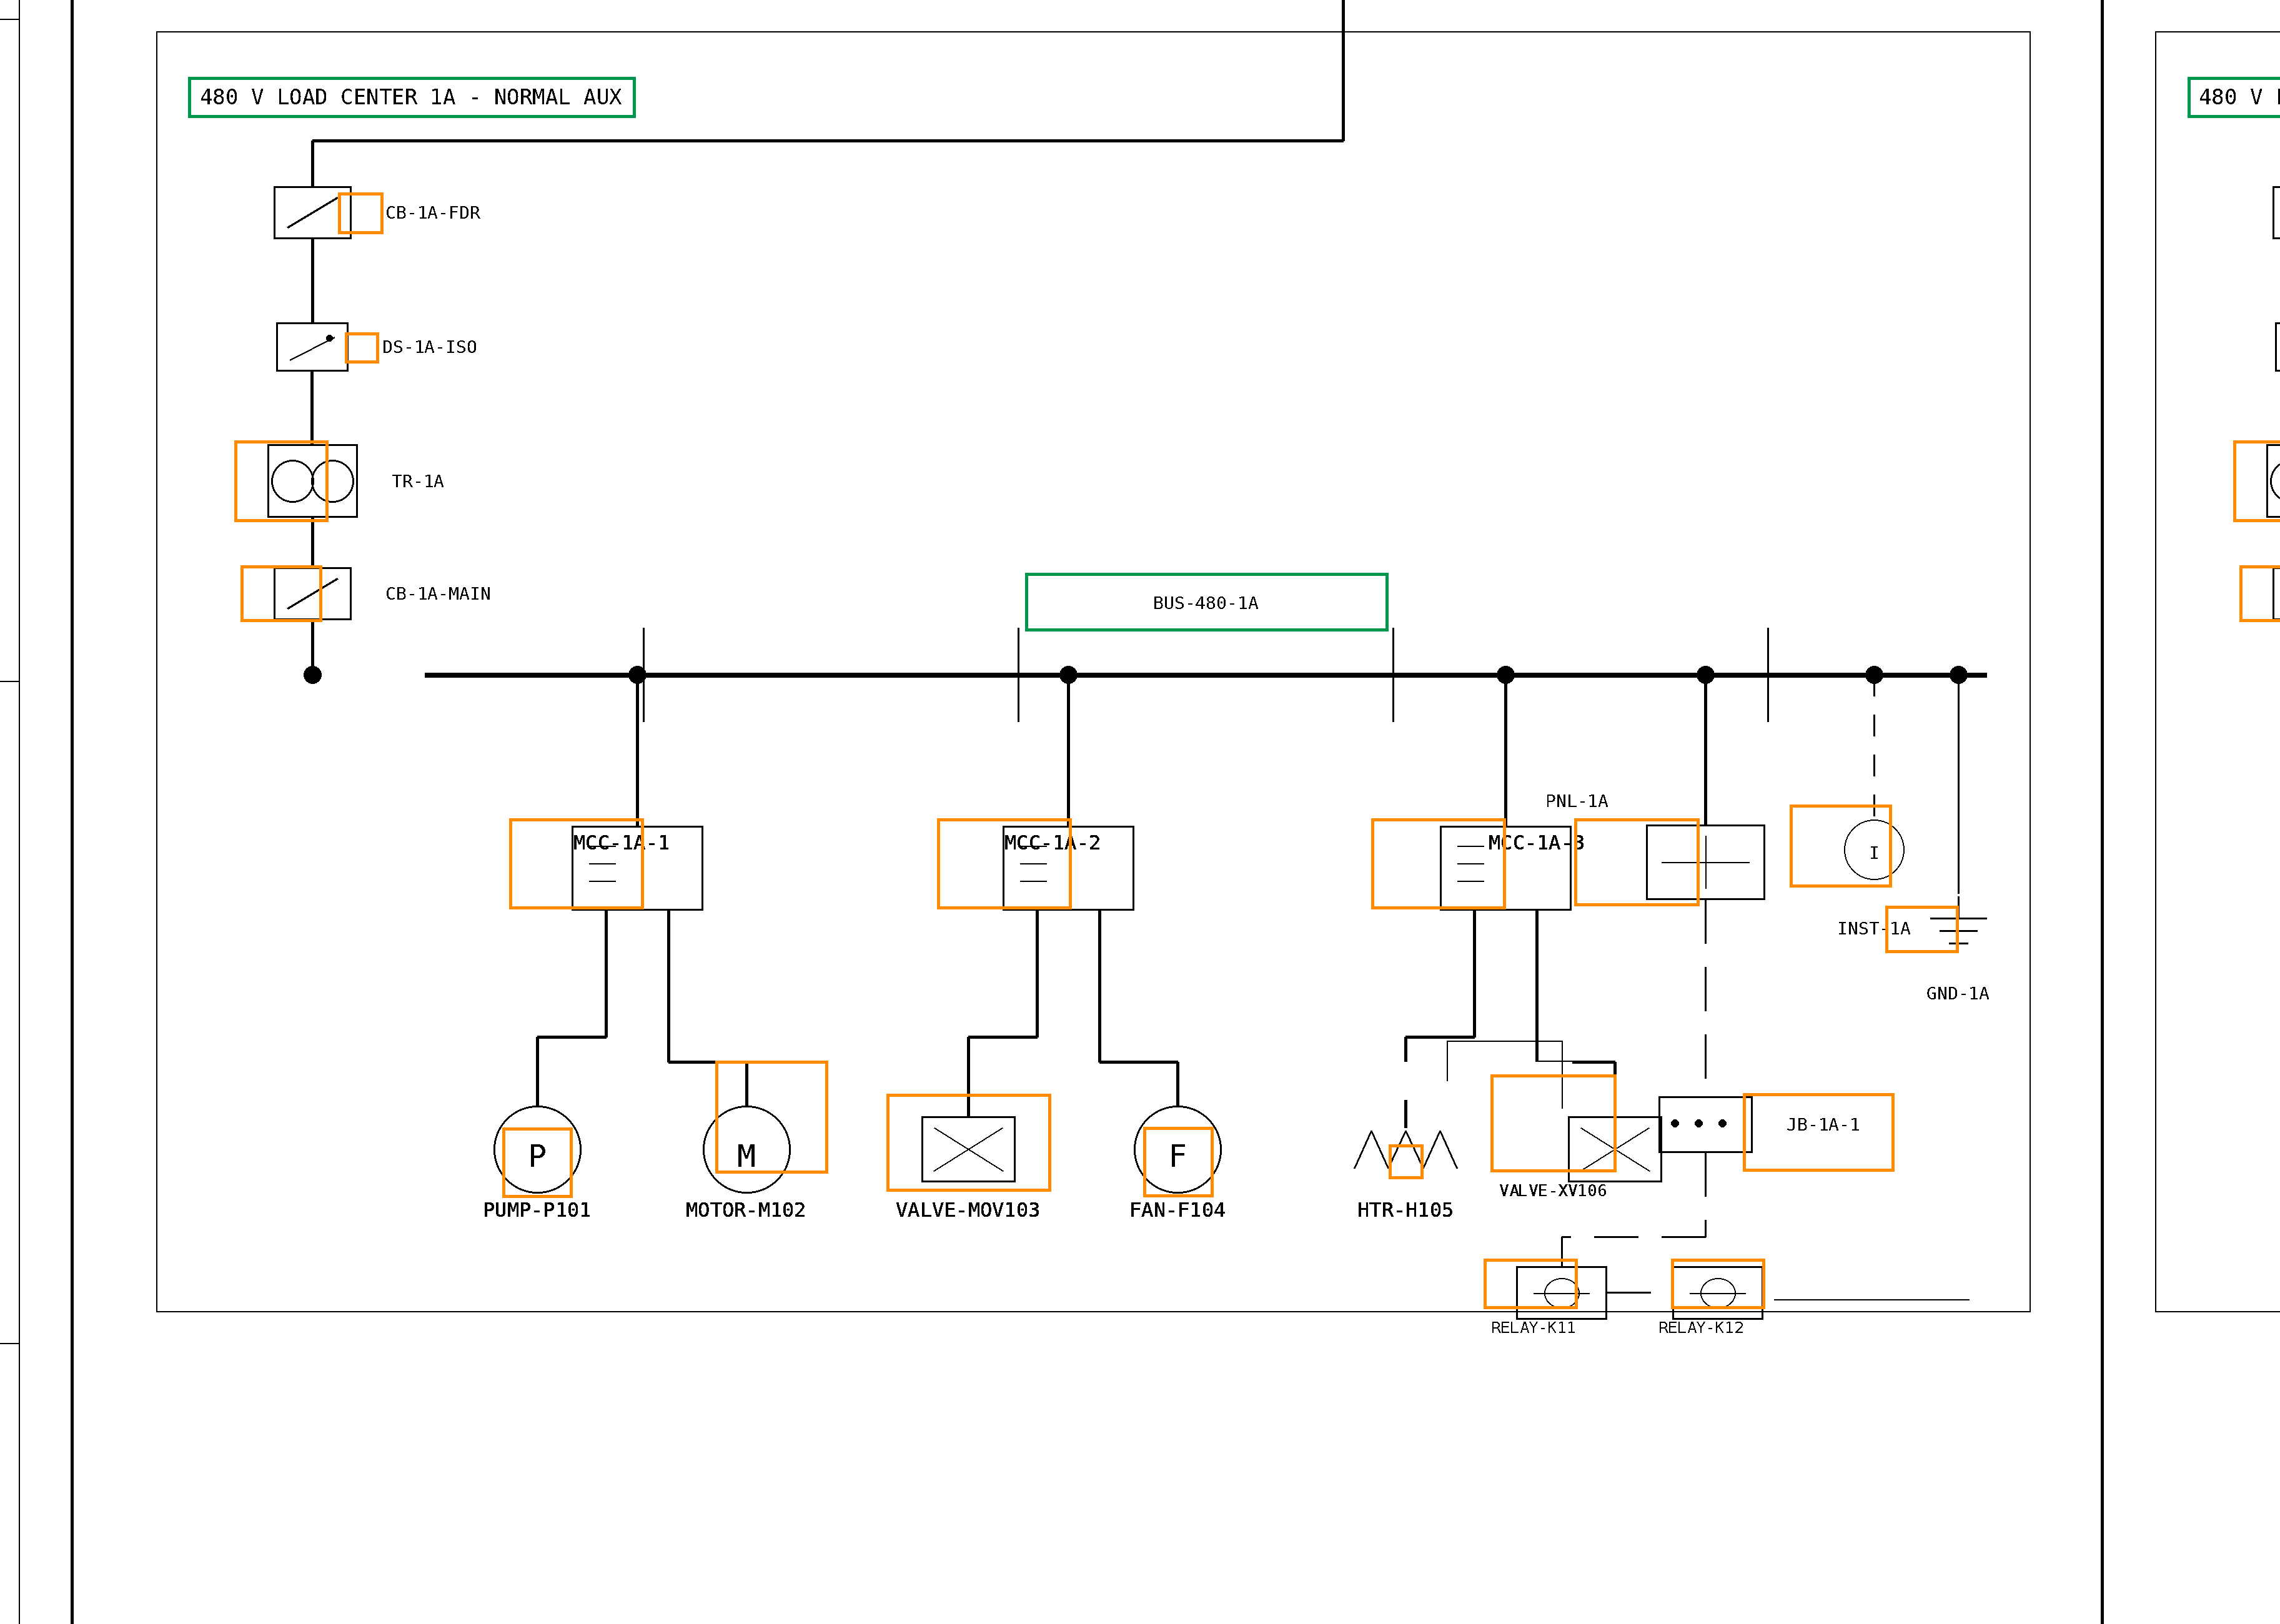 480 V LOAD CENTER 1A - NORMAL AUX
480 V
CB-1A-FDR
DS-1A-ISO
TR-1A
CB-1A-MAIN
BUS-480-1A
PNL-1A
MCC-1A-1
MCC-1A-2
MCC-1A-3
I
INST-1A
GND-1A
JB-1A-1
P
M
F
VALVE-XV106
PUMP-P101
MOTOR-M102
VALVE-MOV103
FAN-F104
HTR-H105
RELAY-K11
RELAY-K12